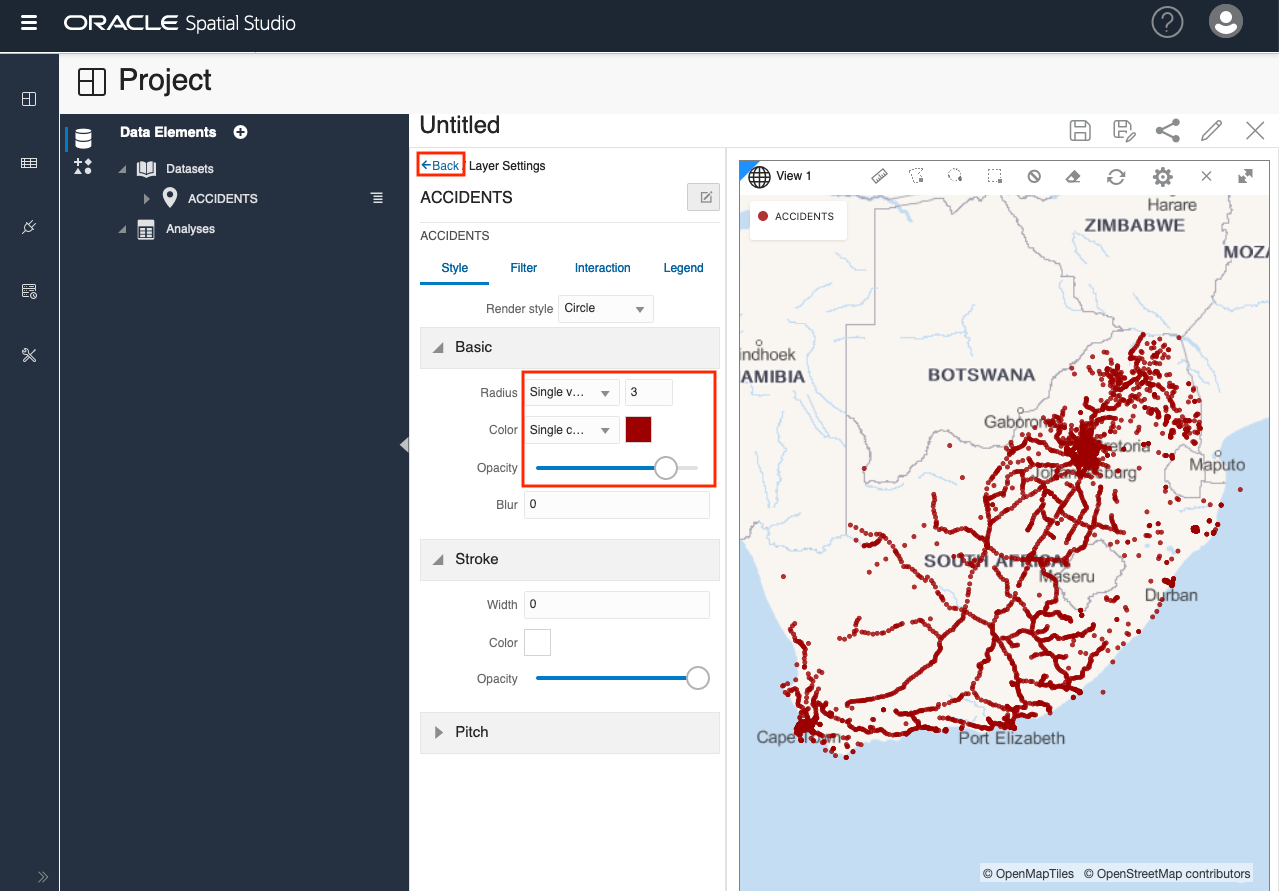 ORACLE Spatial Studio
?
Project
Data Elements
Datasets
ACCIDENTS
Analyses
Untitled
Back / Layer Settings
ACCIDENTS
ACCIDENTS
Style Filter Interaction Legend
Render style Circle
Basic
Radius Single v... 3
Color Single c...
Opacity
Blur 0
Stroke
Width 0
Color
Opacity
Pitch
View 1
ACCIDENTS
Harare
ZIMBABWE
MOZA
indhoek
AMIBIA
BOTSWANA
Gaborone
retoria
Johannesburg
Maputo
SOUTH AFRICA
Maseru
Durban
Cape Town
Port Elizabeth
© OpenMapTiles © OpenStreetMap contributors